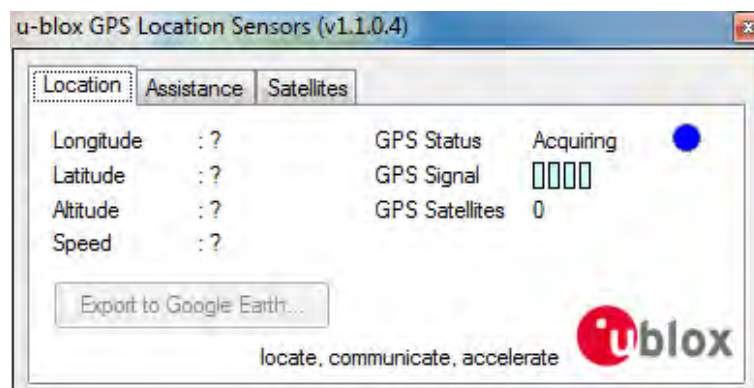 u-blox GPS Location Sensors (v1.1.0.4)
Location Assistance Satellites
Longitude : ? GPS Status Acquiring
Latitude : ? GPS Signal
Altitude : ? GPS Satellites 0
Speed : ?
Export to Google Earth...
locate, communicate, accelerate
ublox